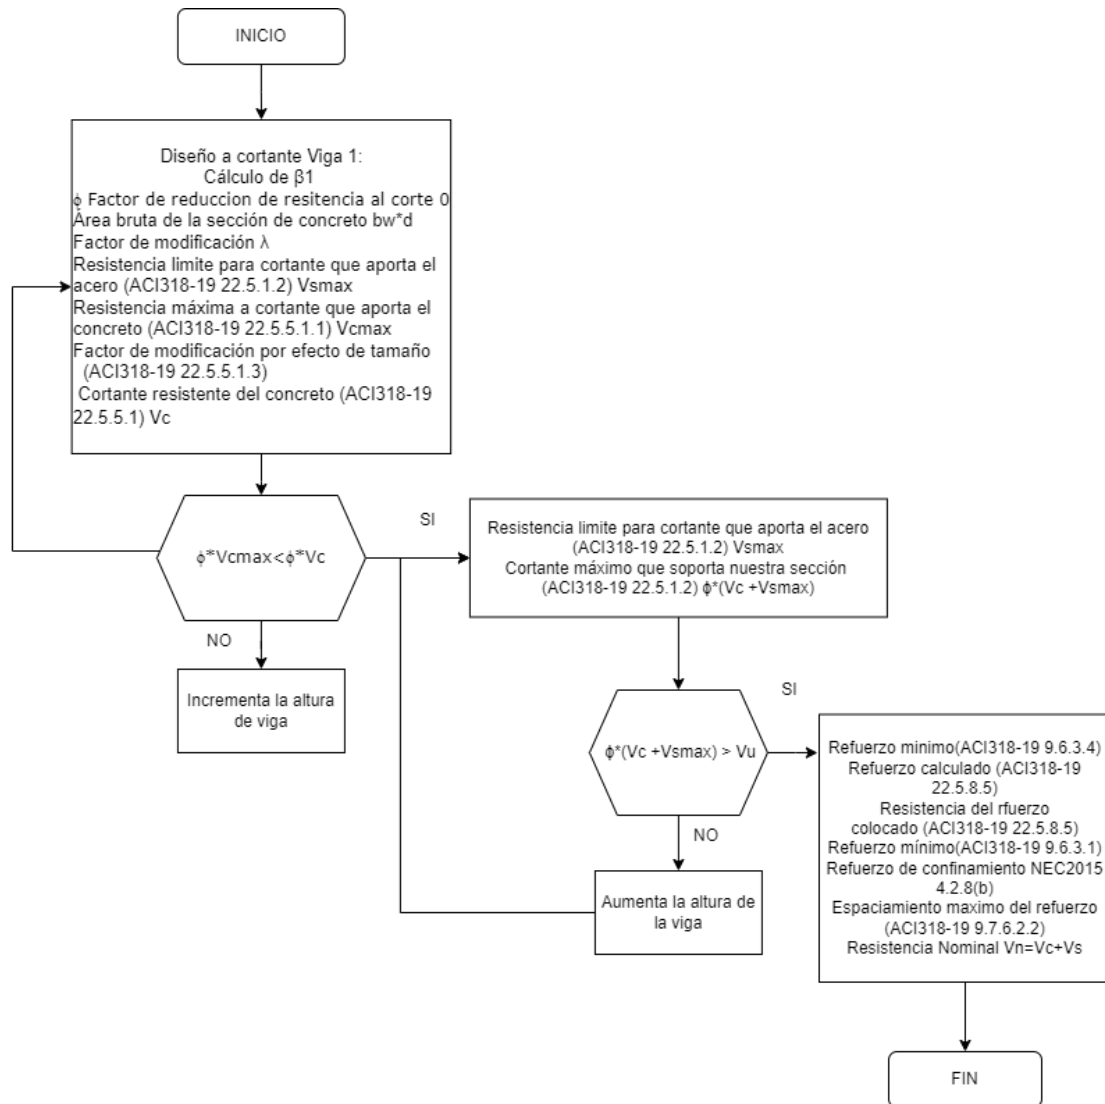 INICIO
Diseño a cortante Viga 1:
Cálculo de β1
ϕ Factor de reduccion de resitencia al corte 0
Área bruta de la sección de concreto bw*d
Factor de modificación λ
Resistencia limite para cortante que aporta el
acero (ACI318-19 22.5.1.2) Vsmax
Resistencia máxima a cortante que aporta el
concreto (ACI318-19 22.5.5.1.1) Vcmax
Factor de modificación por efecto de tamaño
(ACI318-19 22.5.5.1.3)
Cortante resistente del concreto (ACI318-19
22.5.5.1) Vc
ϕ*Vcmax<ϕ*Vc
SI
NO
Incrementa la altura
de viga
Resistencia limite para cortante que aporta el acero
(ACI318-19 22.5.1.2) Vsmax
Cortante máximo que soporta nuestra sección
(ACI318-19 22.5.1.2) ϕ*(Vc +Vsmax)
ϕ*(Vc +Vsmax) > Vu
SI
NO
Aumenta la altura de
la viga
Refuerzo minimo(ACI318-19 9.6.3.4)
Refuerzo calculado (ACI318-19
22.5.8.5)
Resistencia del rfuerzo
colocado (ACI318-19 22.5.8.5)
Refuerzo mínimo(ACI318-19 9.6.3.1)
Refuerzo de confinamiento NEC2015
4.2.8(b)
Espaciamiento maximo del refuerzo
(ACI318-19 9.7.6.2.2)
Resistencia Nominal Vn=Vc+Vs
FIN